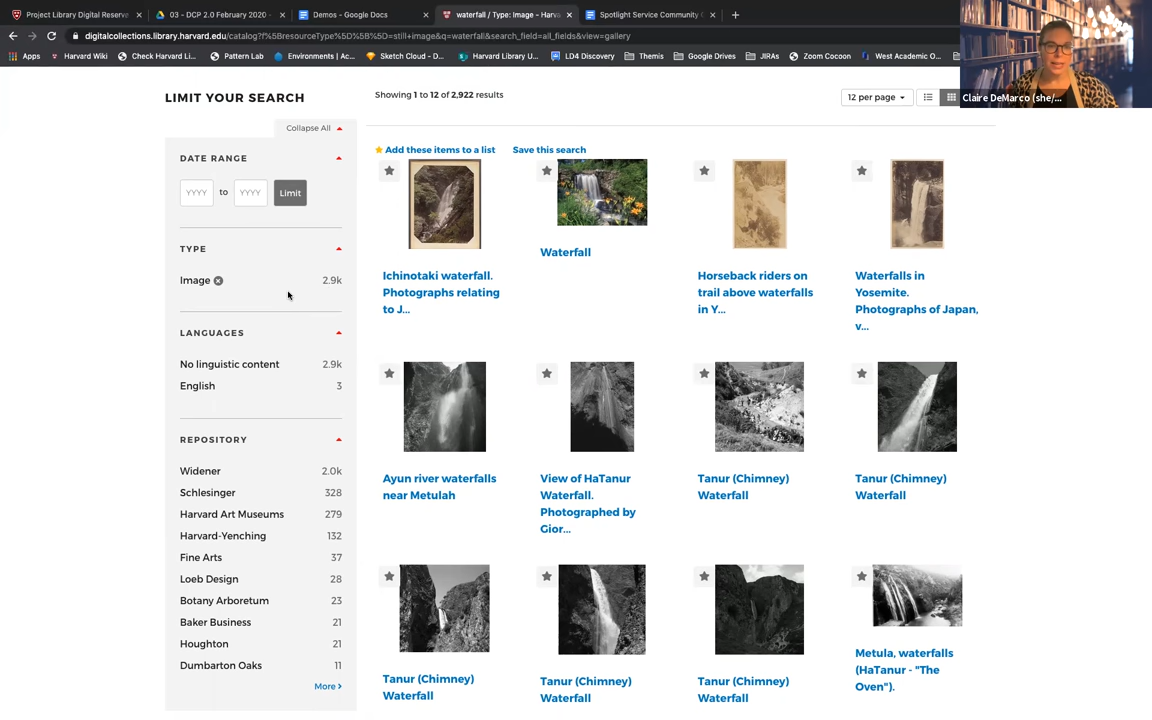 Project Library Digital Reserv
03 - DCP 2.0 February 2020 -
Demos - Google Docs
waterfall / Type: Image - Harva
Spotlight Service Community C
digitalcollections.library.harvard.edu/catalog?f%5BresourceType%5D%5B%5D=still+image&q=waterfall&search_field=all_fields&view=gallery
Apps
Harvard Wiki
Check Harvard Li...
Pattern Lab
Environments | Ac...
Sketch Cloud - D...
Harvard Library U...
LD4 Discovery
Themis
Google Drives
JIRAs
Zoom Cocoon
West Academic O...
Claire DeMarco (she/...
LIMIT YOUR SEARCH
Showing 1 to 12 of 2,922 results
12 per page
Collapse All
Add these items to a list
Save this search
DATE RANGE
YYYY to YYYY Limit
TYPE
Image 2.9k
LANGUAGES
No linguistic content 2.9k
English 3
REPOSITORY
Widener 2.0k
Schlesinger 328
Harvard Art Museums 279
Harvard-Yenching 132
Fine Arts 37
Loeb Design 28
Botany Arboretum 23
Baker Business 21
Houghton 21
Dumbarton Oaks 11
More
Ichinotaki waterfall.
Photographs relating
to J...
Waterfall
Horseback riders on
trail above waterfalls
in Y...
Waterfalls in
Yosemite.
Photographs of Japan,
v...
Ayun river waterfalls
near Metulah
View of HaTanur
Waterfall.
Photographed by
Gior...
Tanur (Chimney)
Waterfall
Tanur (Chimney)
Waterfall
Tanur (Chimney)
Waterfall
Tanur (Chimney)
Waterfall
Tanur (Chimney)
Waterfall
Metula, waterfalls
(HaTanur - "The
Oven").